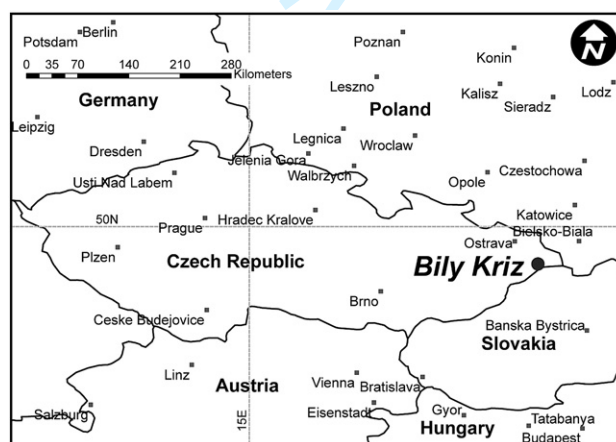 Berlin
Potsdam
Poznan
Konin
N
0 35 70 140 210 280 Kilometers
Leszno
Kalisz
Lodz
Germany
Poland
Sieradz
Leipzig
Legnica
Wroclaw
Dresden
Jelenia Gora
Czestochowa
Usti Nad Labem
Walbrzych
Opole
50N
Prague
Hradec Kralove
Katowice
Bielsko-Biala
Plzen
Ostrava
Czech Republic
Bily Kriz
Brno
Ceske Budejovice
Banska Bystrica
Slovakia
Linz
Austria
Vienna
Bratislava
Salzburg
15E
Eisenstadt
Gyor
Tatabanya
Hungary
Budapest